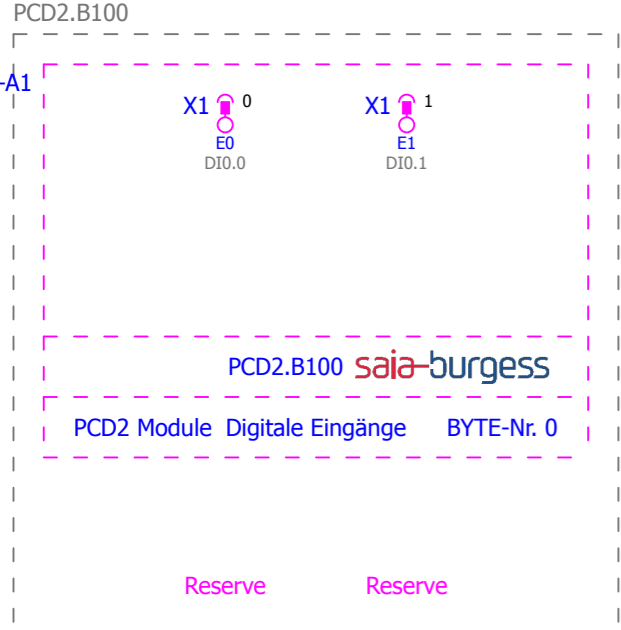 PCD2.B100
-A1
X1 0 X1 1
E0 E1
DI0.0 DI0.1
PCD2.B100 saia-burgess
PCD2 Module Digitale Eingänge BYTE-Nr. 0
Reserve Reserve